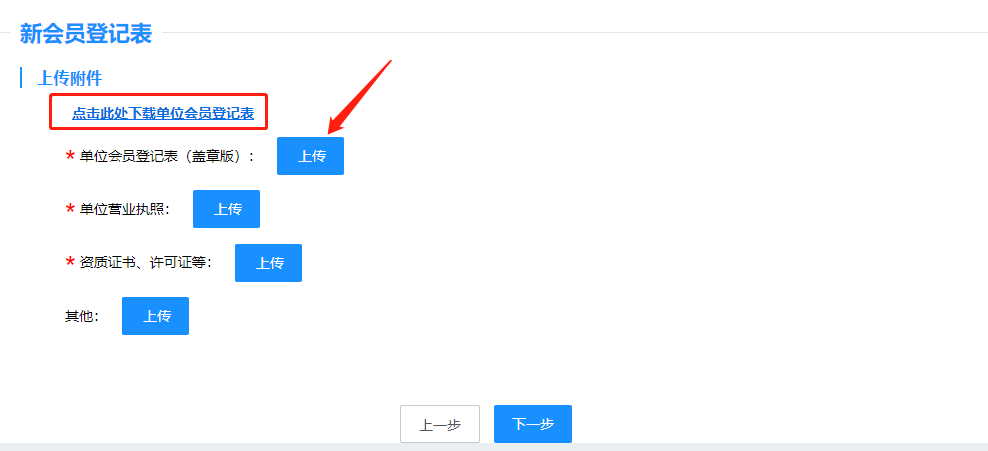 新会员登记表
上传附件
点击此处下载单位会员登记表
* 单位会员登记表（盖章版）： 上传
* 单位营业执照： 上传
* 资质证书、许可证等： 上传
其他： 上传
上一步 下一步